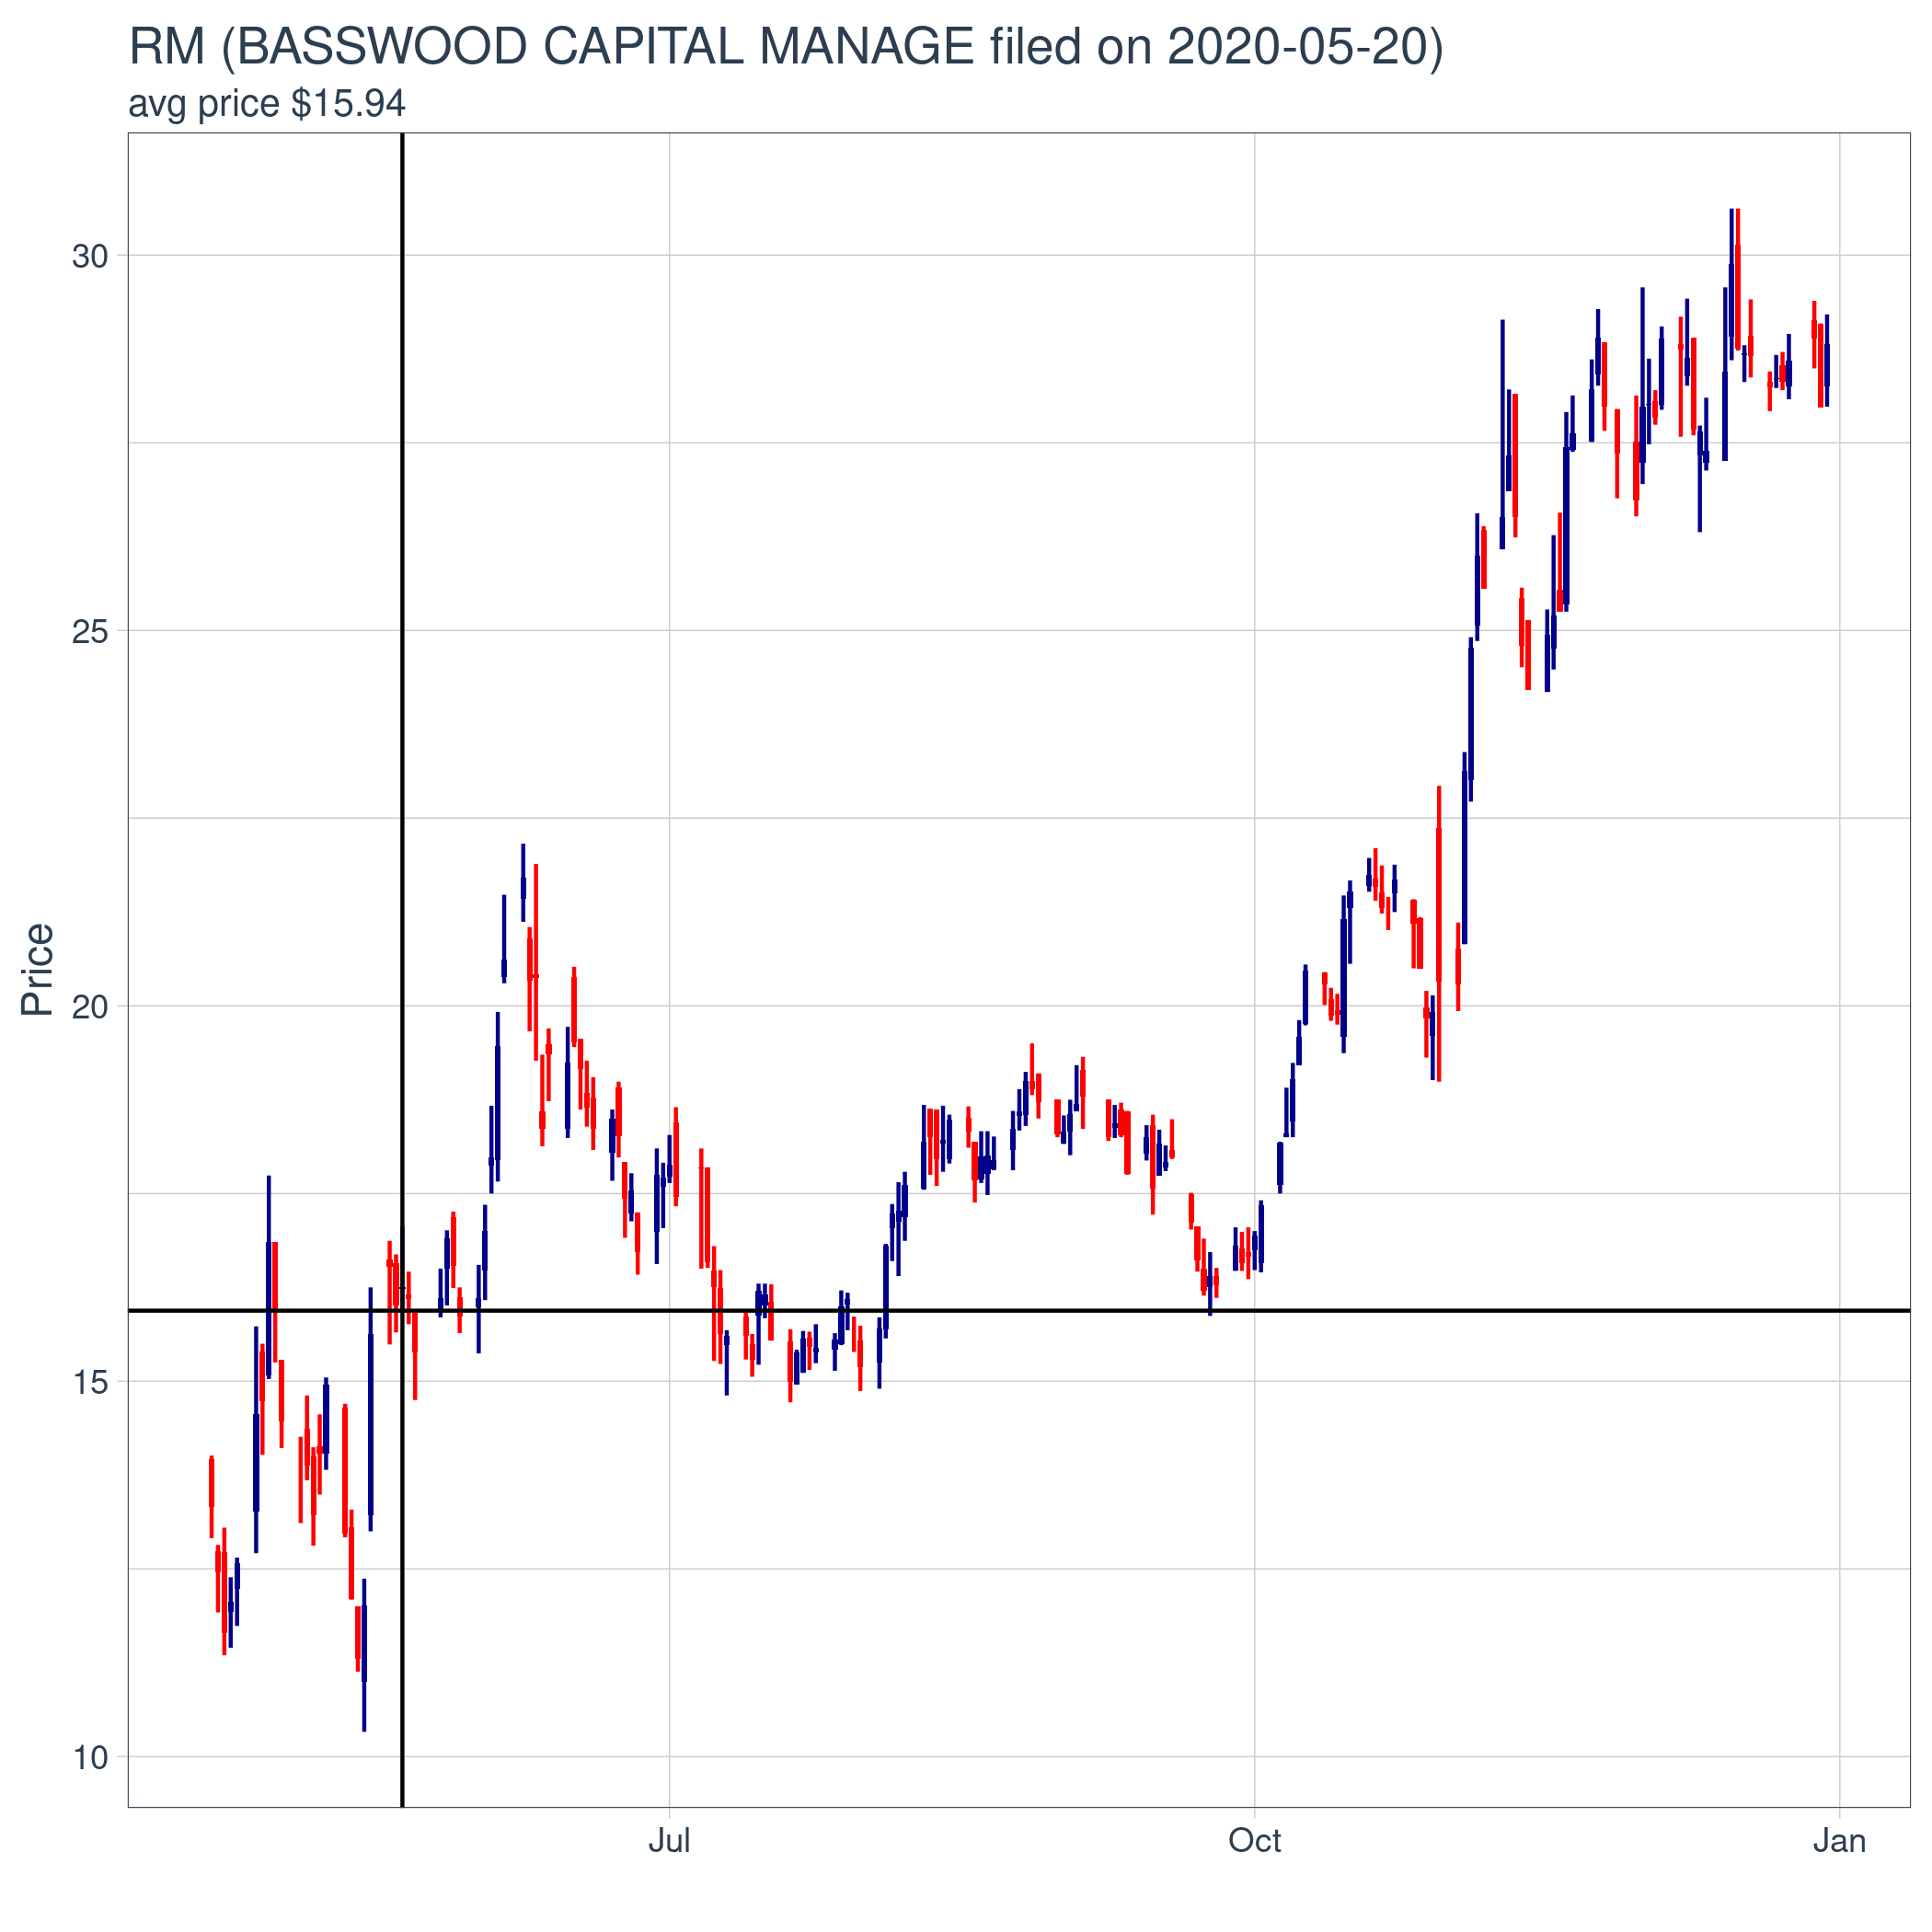 RM (BASSWOOD CAPITAL MANAGE filed on 2020-05-20)
avg price $15.94
30
25
20
15
10
Price
Jul
Oct
Jan